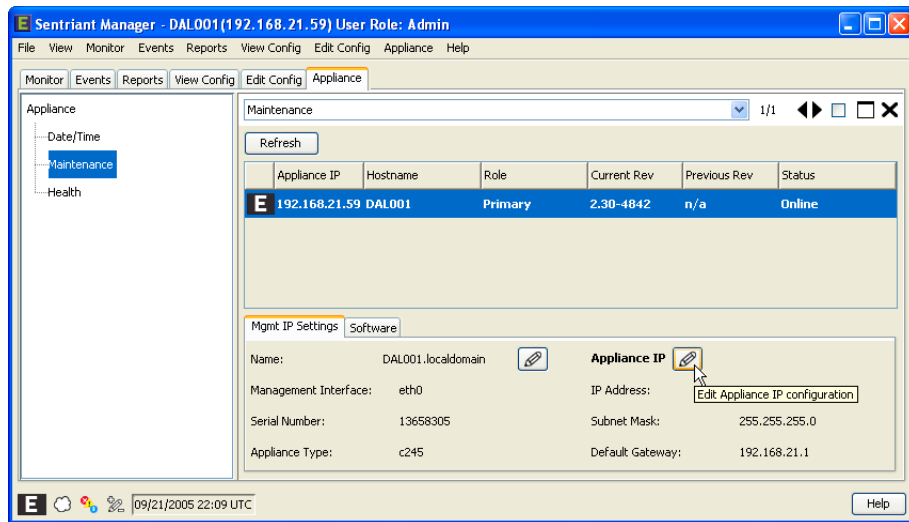 E Sentriant Manager - DAL001(192.168.21.59) User Role: Admin
File View Monitor Events Reports View Config Edit Config Appliance Help
Monitor Events Reports View Config Edit Config Appliance
Appliance
Date/Time
Maintenance
Health
Maintenance 1/1
Refresh
Appliance IP Hostname Role Current Rev Previous Rev Status
E 192.168.21.59 DAL001 Primary 2.30-4842 n/a Online
Mgmt IP Settings Software
Name: DAL001.localdomain Appliance IP
Management Interface: eth0 IP Address:
Edit Appliance IP configuration
Serial Number: 13658305 Subnet Mask: 255.255.255.0
Appliance Type: c245 Default Gateway: 192.168.21.1
E 09/21/2005 22:09 UTC Help